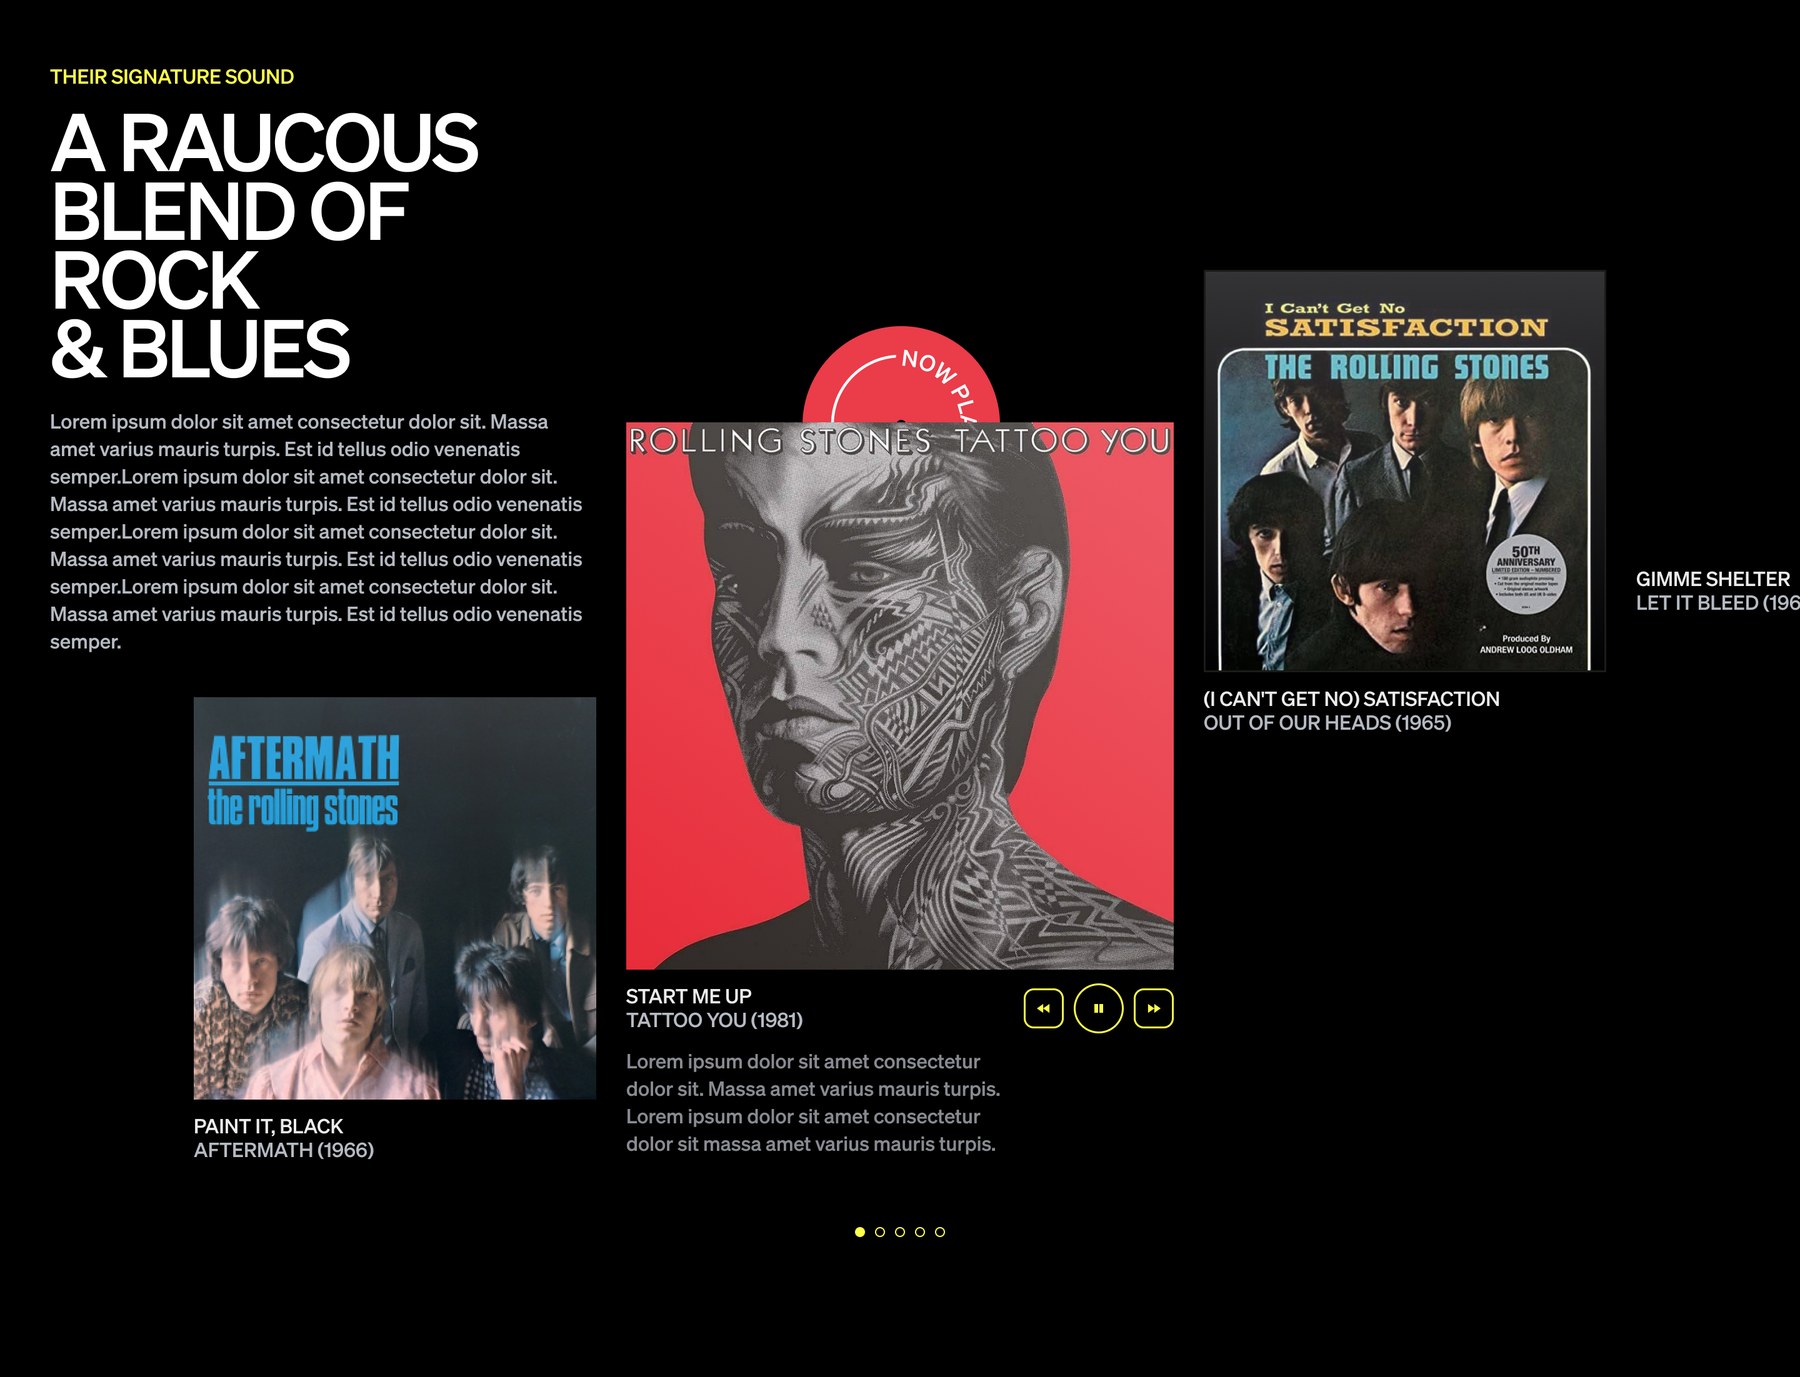 THEIR SIGNATURE SOUND
A RAUCOUS
BLEND OF
ROCK
& BLUES
Lorem ipsum dolor sit amet consectetur dolor sit. Massa
amet varius mauris turpis. Est id tellus odio venenatis
semper.Lorem ipsum dolor sit amet consectetur dolor sit.
Massa amet varius mauris turpis. Est id tellus odio venenatis
semper.Lorem ipsum dolor sit amet consectetur dolor sit.
Massa amet varius mauris turpis. Est id tellus odio venenatis
semper.Lorem ipsum dolor sit amet consectetur dolor sit.
Massa amet varius mauris turpis. Est id tellus odio venenatis
semper.
AFTERMATH
the rolling stones
PAINT IT, BLACK
AFTERMATH (1966)
NOW PLA
ROLLING STONES TATTOO YOU
START ME UP
TATTOO YOU (1981)
Lorem ipsum dolor sit amet consectetur
dolor sit. Massa amet varius mauris turpis.
Lorem ipsum dolor sit amet consectetur
dolor sit massa amet varius mauris turpis.
I Can't Get No
SATISFACTION
THE ROLLING STONES
50TH
ANNIVERSARY
LIMITED EDITION - NUMBERED
Produced By
ANDREW LOOG OLDHAM
(I CAN'T GET NO) SATISFACTION
OUT OF OUR HEADS (1965)
GIMME SHELTER
LET IT BLEED (196